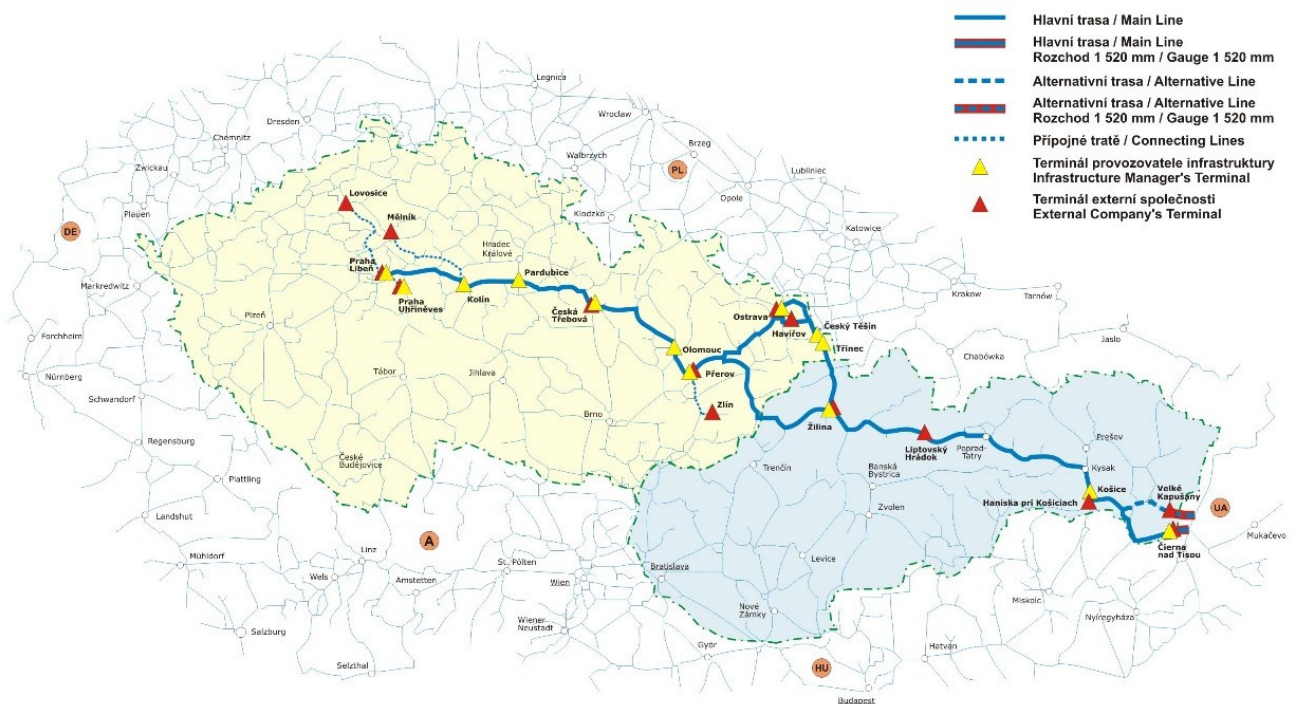 Hlavní trasa / Main Line
Hlavní trasa / Main Line
Rozchod 1 520 mm / Gauge 1 520 mm
Alternativní trasa / Alternative Line
Alternativní trasa / Alternative Line
Rozchod 1 520 mm / Gauge 1 520 mm
Přípojné tratě / Connecting Lines
Terminál provozovatele infrastruktury
Infrastructure Manager's Terminal
Terminál externí společnosti
External Company's Terminal
Legnica
Dresden
Wroclaw
Chemnitz
Brzeg
Zwickau
Walbrzych
PL
Lubliniec
Opole
Lovosice
Plauen
Kłodzko
Mělník
DE
Katowice
Hradec
Králové
Praha
Libeň
Pardubice
Markredwitz
Krakow
Tarnów
Praha
Uhříněves
Kolín
Česká
Třebová
Ostrava
Havířov
Český Těšín
Plzeň
Forchheim
Třinec
Jaslo
Olomouc
Chabówka
Nürnberg
Tábor
Jihlava
Přerov
Schwandorf
Zlín
Brno
Žilina
Regensburg
Liptovský
Hrádok
Poprad-
Tatry
Prešov
České
Budějovice
Trenčín
Banská
Bystrica
Kysak
Plattling
Košice
Velké
Kapušany
Haniska pri Košiciach
UA
Landshut
Zvolen
Mukačevo
A
Čierna
nad Tisou
Mühldorf
Linz
Levice
St. Pölten
Wels
Amstetten
Wien
Bratislava
Miskolc
Nové
Zámky
Nyíregyháza
Wiener
Neustadt
Salzburg
Györ
Hatvan
Selzthal
HU
Budapest